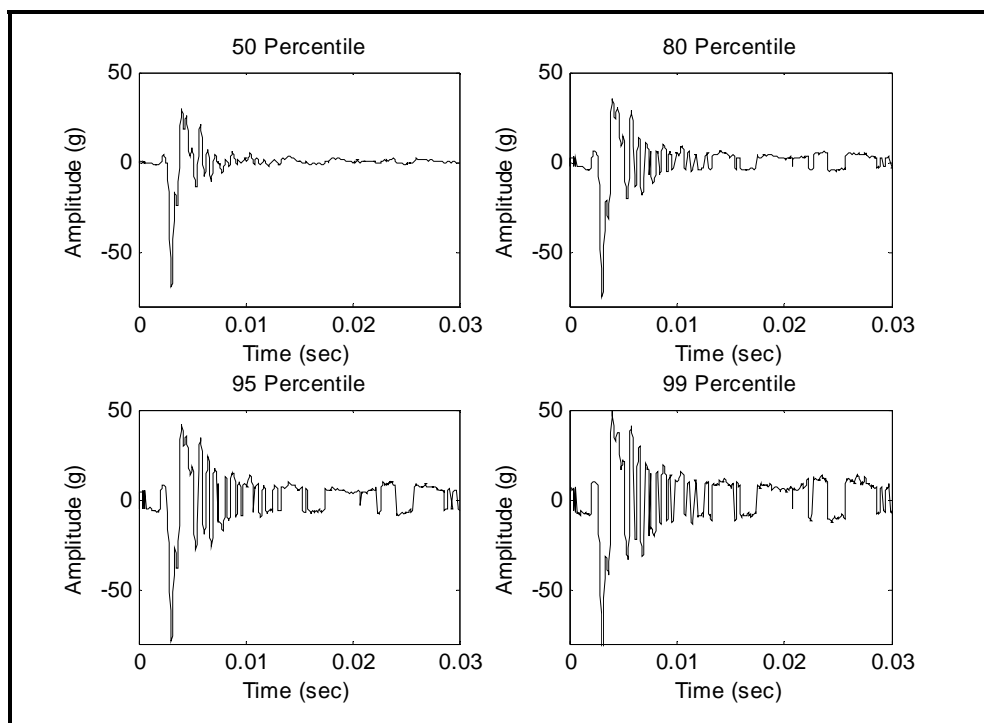 50 Percentile
50
0
-50
Amplitude (g)
0 0.01 0.02 0.03
Time (sec)
80 Percentile
50
0
-50
Amplitude (g)
0 0.01 0.02 0.03
Time (sec)
95 Percentile
50
0
-50
Amplitude (g)
0 0.01 0.02 0.03
Time (sec)
99 Percentile
50
0
-50
Amplitude (g)
0 0.01 0.02 0.03
Time (sec)